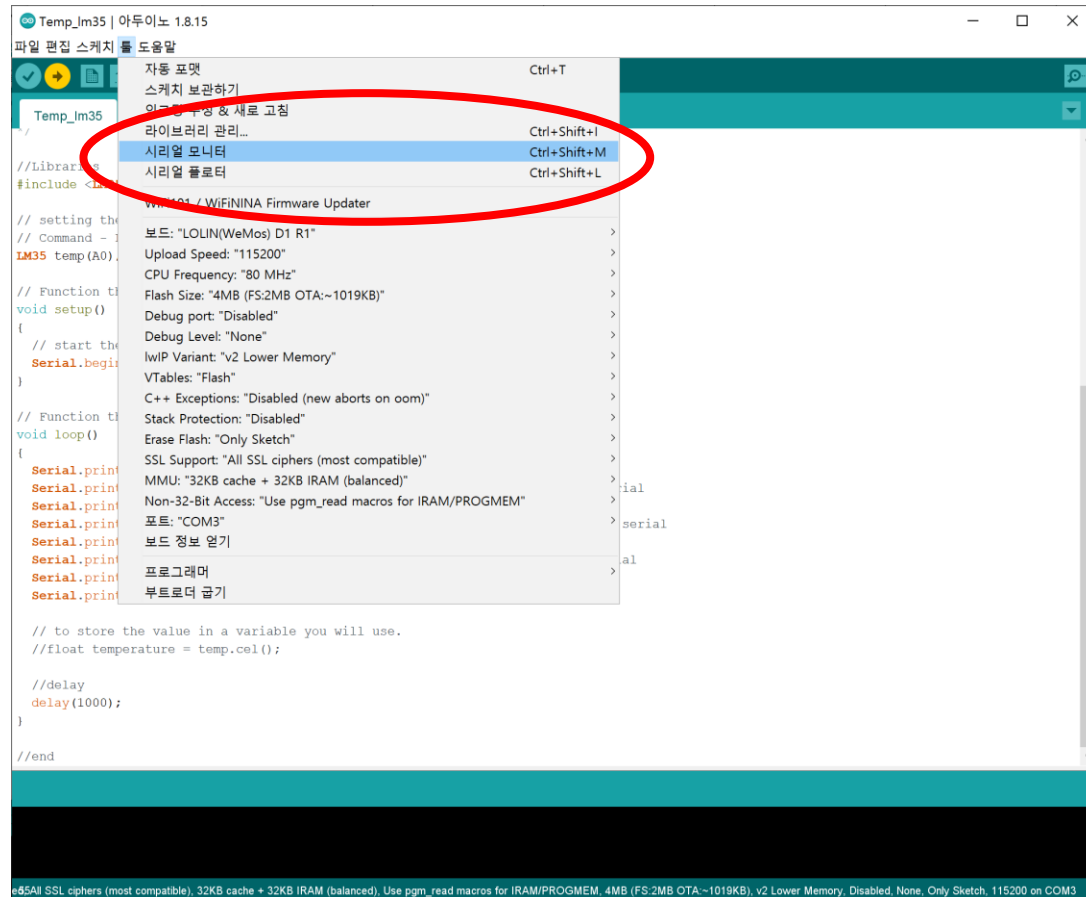 Temp_lm35 | 아두이노 1.8.15
파일 편집 스케치 툴 도움말
Temp_lm35
자동 포맷 Ctrl+T
스케치 보관하기
수정 & 새로 고침
라이브러리 관리... Ctrl+Shift+I
시리얼 모니터 Ctrl+Shift+M
시리얼 플로터 Ctrl+Shift+L
WiFi101 / WiFiNINA Firmware Updater
보드: "LOLIN(WeMos) D1 R1"
Upload Speed: "115200"
CPU Frequency: "80 MHz"
Flash Size: "4MB (FS:2MB OTA:~1019KB)"
Debug port: "Disabled"
Debug Level: "None"
lwIP Variant: "v2 Lower Memory"
VTables: "Flash"
C++ Exceptions: "Disabled (new aborts on oom)"
Stack Protection: "Disabled"
Erase Flash: "Only Sketch"
SSL Support: "All SSL ciphers (most compatible)"
MMU: "32KB cache + 32KB IRAM (balanced)"
Non-32-Bit Access: "Use pgm_read macros for IRAM/PROGMEM"
포트: "COM3"
보드 정보 얻기
프로그래머
부트로더 굽기
*/
//Libraries
#include <LM
// setting the
// Command - 
LM35 temp(A0)
// Function th
void setup()
{
// start the
Serial.begin
}
// Function th
void loop()
{
Serial.print
Serial.print ial
Serial.print
Serial.print serial
Serial.print
Serial.print al
Serial.print
Serial.print
// to store the value in a variable you will use.
//float temperature = temp.cel();
//delay
delay(1000);
}
//end
All SSL ciphers (most compatible), 32KB cache + 32KB IRAM (balanced), Use pgm_read macros for IRAM/PROGMEM, 4MB (FS:2MB OTA:~1019KB), v2 Lower Memory, Disabled, None, Only Sketch, 115200 on COM3